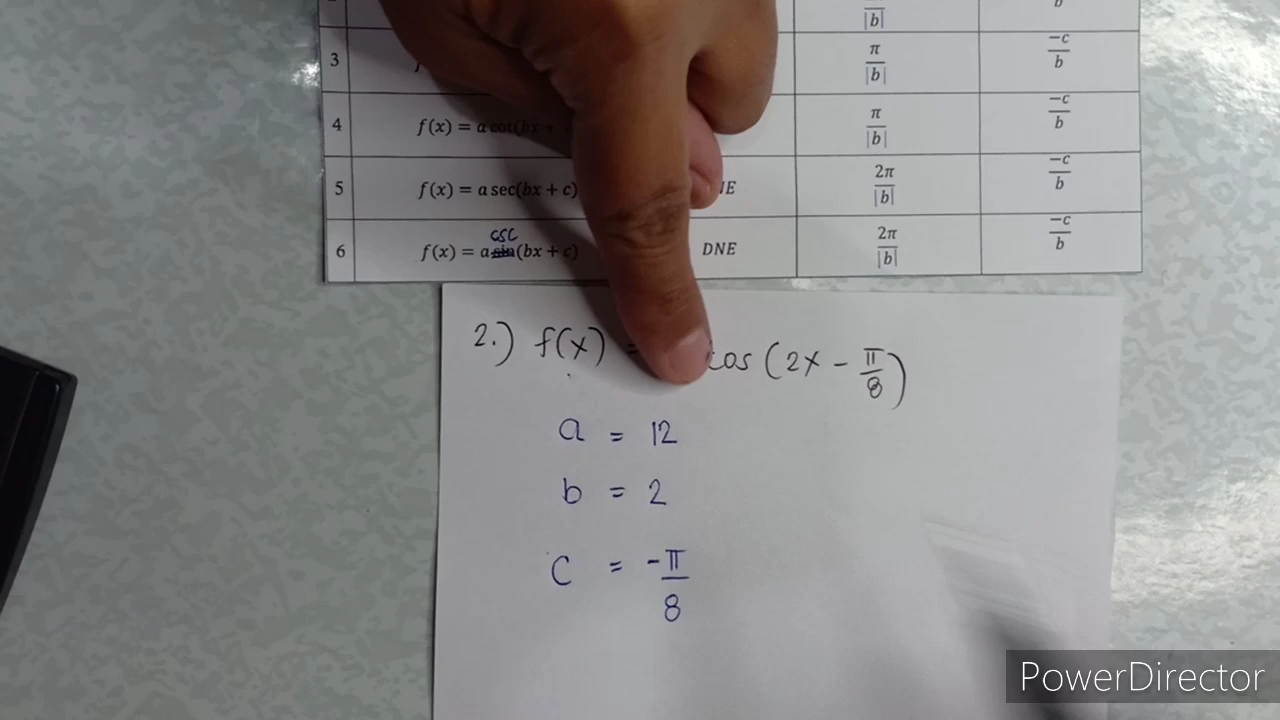 |b| b
3 π/|b| −c/b
4 f(x) = a cot(bx + π/|b| −c/b
5 f(x) = a sec(bx + c) 2π/|b| −c/b
csc
6 f(x) = a sin(bx + c) DNE 2π/|b| −c/b
2.) f(x) = cos (2x − π/8)
a = 12
b = 2
c = −π/8
PowerDirector